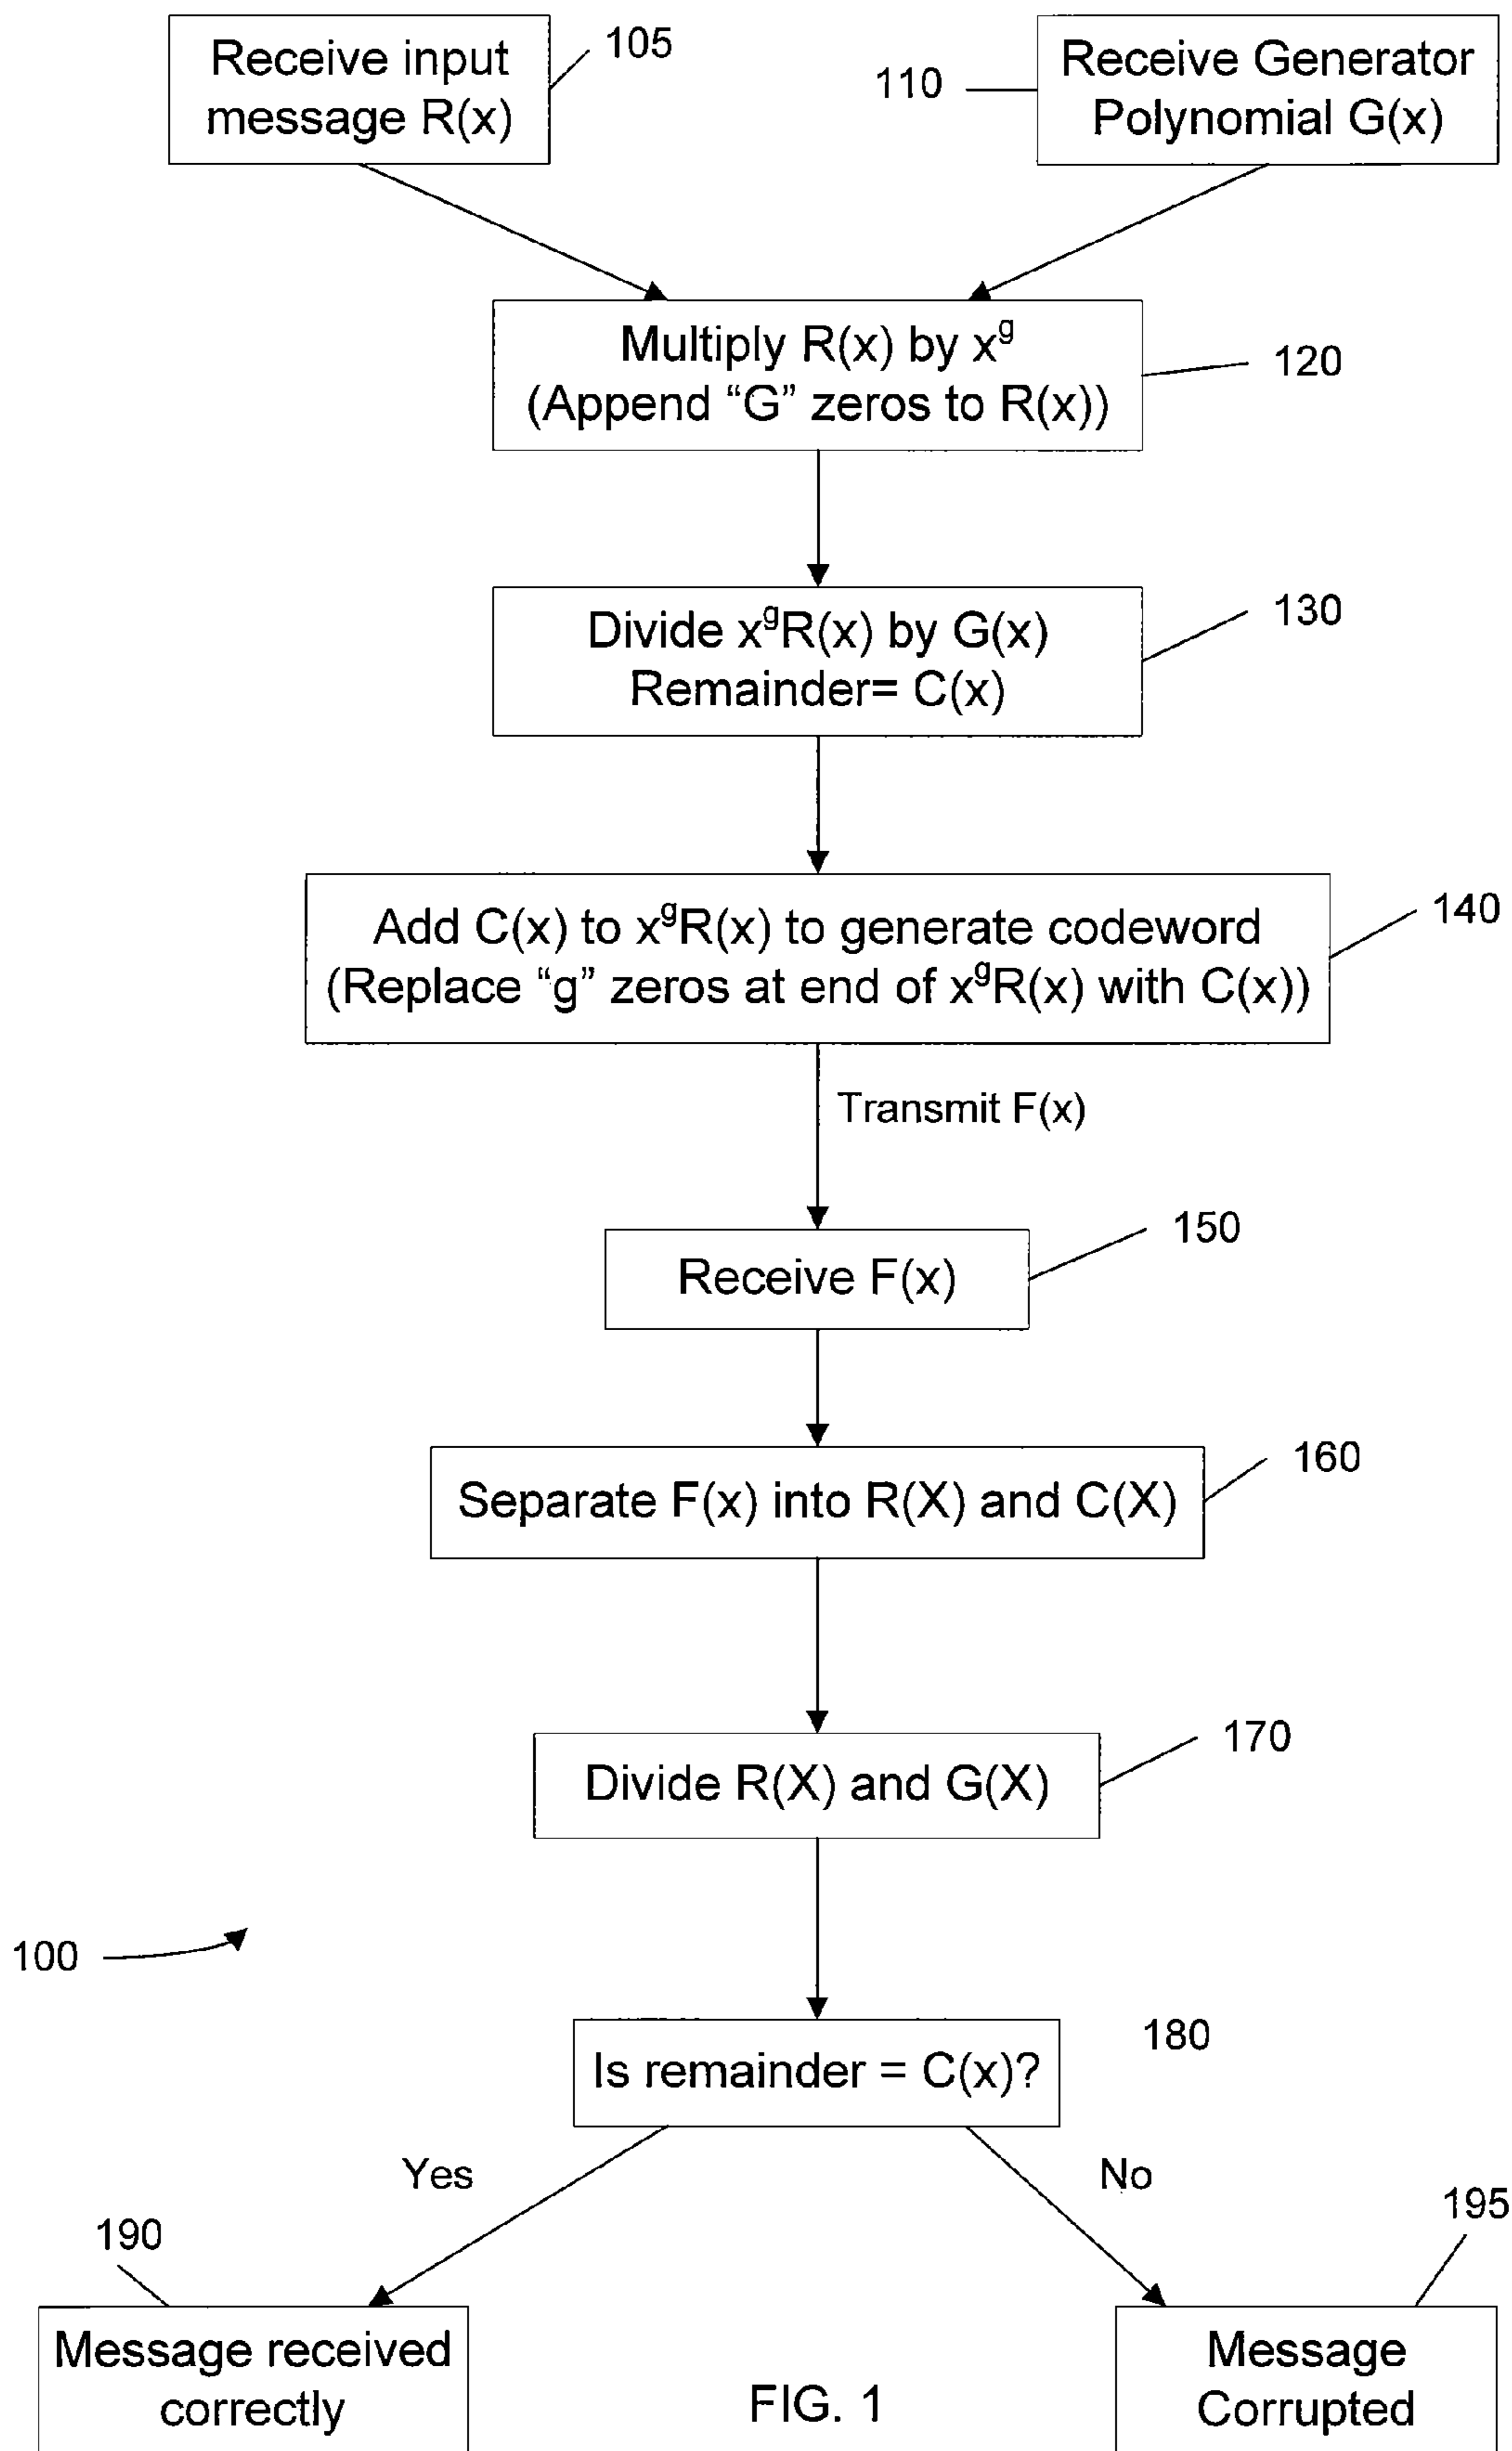 Receive input
message R(x)
105
110
Receive Generator
Polynomial G(x)
Multiply R(x) by x^g
(Append “G” zeros to R(x))
120
Divide x^gR(x) by G(x)
Remainder= C(x)
130
Add C(x) to x^gR(x) to generate codeword
(Replace “g” zeros at end of x^gR(x) with C(x))
140
Transmit F(x)
Receive F(x)
150
Separate F(x) into R(X) and C(X)
160
Divide R(X) and G(X)
170
100
Is remainder = C(x)?
180
Yes
No
190
195
Message received
correctly
Message
Corrupted
FIG. 1